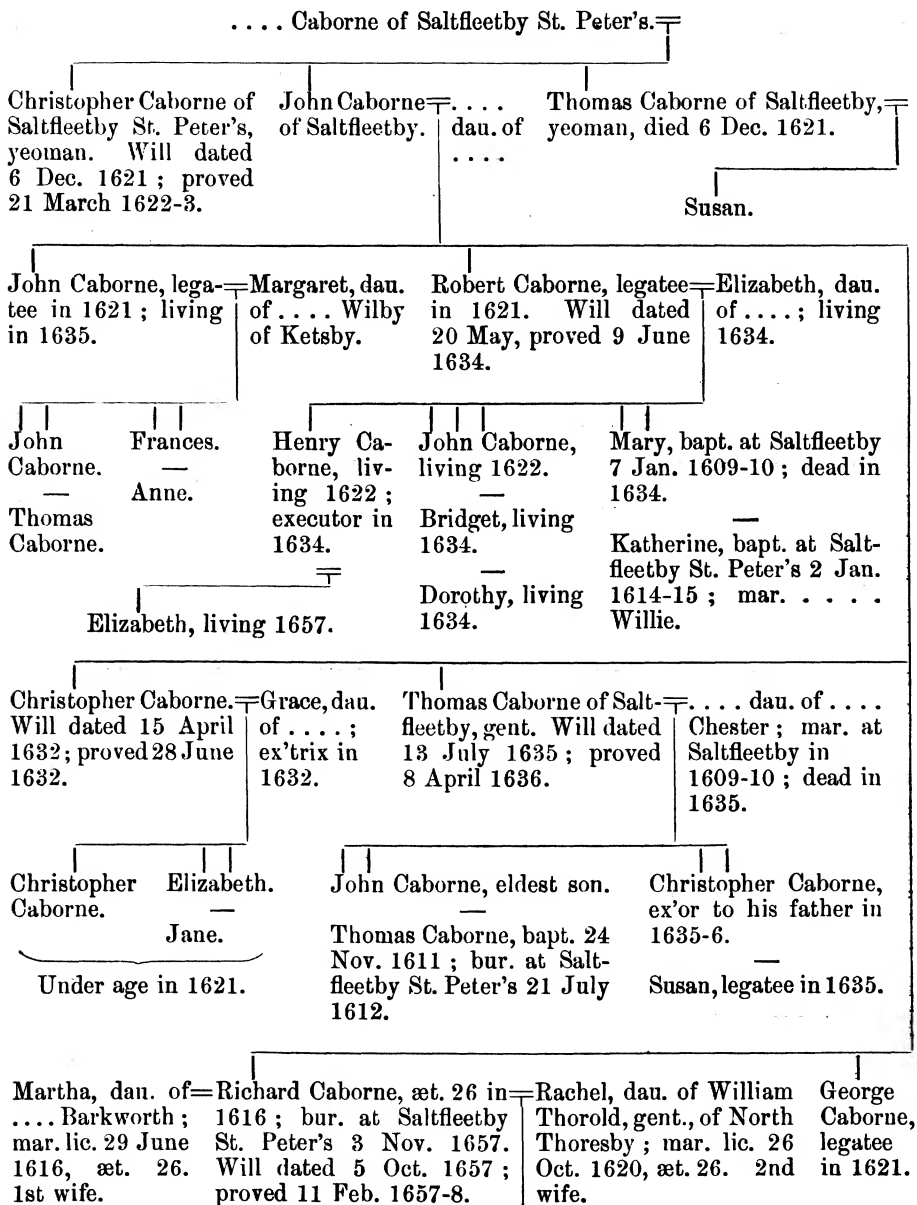 .... Caborne of Saltfleetby St. Peter's.
Christopher Caborne of
Saltfleetby St. Peter's,
yeoman. Will dated
6 Dec. 1621 ; proved
21 March 1622-3.
John Caborne
of Saltfleetby.
....
dau. of
....
Thomas Caborne of Saltfleetby,
yeoman, died 6 Dec. 1621.
Susan.
John Caborne, lega-
tee in 1621 ; living
in 1635.
Margaret, dau.
of .... Wilby
of Ketsby.
Robert Caborne, legatee
in 1621. Will dated
20 May, proved 9 June
1634.
Elizabeth, dau.
of ....; living
1634.
John
Caborne.
—
Thomas
Caborne.
Frances.
—
Anne.
Henry Ca-
borne, liv-
ing 1622 ;
executor in
1634.
John Caborne,
living 1622.
—
Bridget, living
1634.
—
Dorothy, living
1634.
Mary, bapt. at Saltfleetby
7 Jan. 1609-10 ; dead in
1634.
—
Katherine, bapt. at Salt-
fleetby St. Peter's 2 Jan.
1614-15 ; mar. . . . . .
Willie.
Elizabeth, living 1657.
Christopher Caborne.
Will dated 15 April
1632; proved 28 June
1632.
Grace, dau.
of ....;
ex'trix in
1632.
Thomas Caborne of Salt-
fleetby, gent. Will dated
13 July 1635 ; proved
8 April 1636.
.... dau. of ....
Chester ; mar. at
Saltfleetby in
1609-10 ; dead in
1635.
Christopher
Caborne.
Elizabeth.
—
Jane.
Under age in 1621.
John Caborne, eldest son.
—
Thomas Caborne, bapt. 24
Nov. 1611 ; bur. at Salt-
fleetby St. Peter's 21 July
1612.
Christopher Caborne,
ex'or to his father in
1635-6.
—
Susan, legatee in 1635.
Martha, dau. of
.... Barkworth ;
mar. lic. 29 June
1616, æt. 26.
1st wife.
Richard Caborne, æt. 26 in
1616 ; bur. at Saltfleetby
St. Peter's 3 Nov. 1657.
Will dated 5 Oct. 1657 ;
proved 11 Feb. 1657-8.
Rachel, dau. of William
Thorold, gent., of North
Thoresby ; mar. lic. 26
Oct. 1620, æt. 26. 2nd
wife.
George
Caborne,
legatee
in 1621.